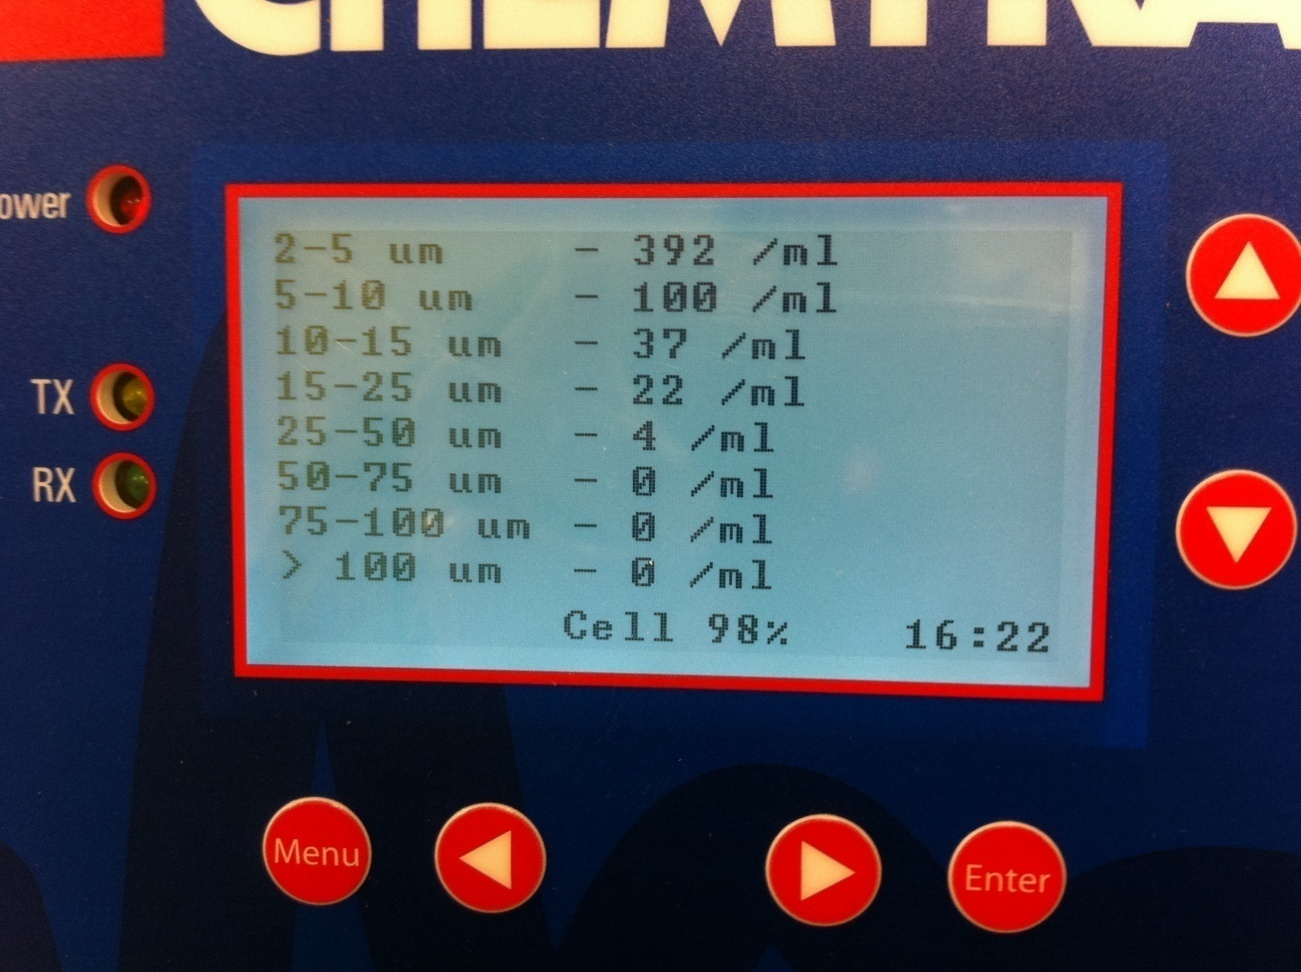 2-5 um - 392 /ml
5-10 um - 100 /ml
10-15 um - 37 /ml
15-25 um - 22 /ml
25-50 um - 4 /ml
50-75 um - 0 /ml
75-100 um - 0 /ml
> 100 um - 0 /ml
Cell 98% 16:22
TX
RX
Menu
Enter